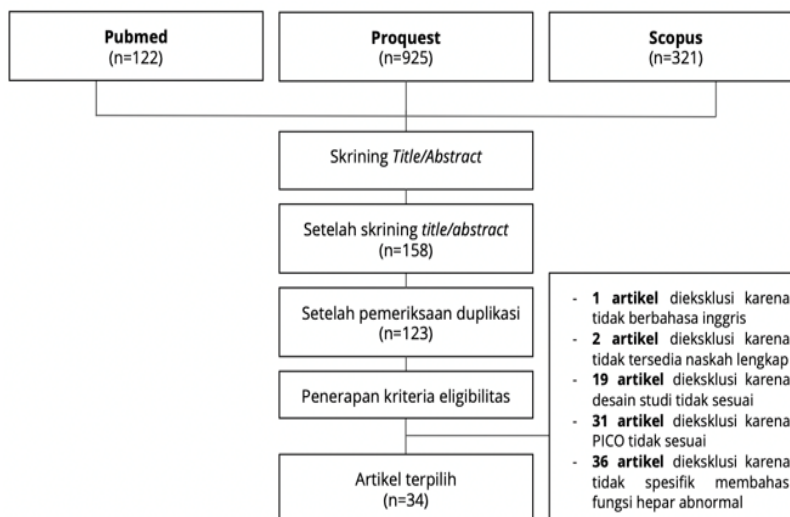 Pubmed
(n=122)
Proquest
(n=925)
Scopus
(n=321)
Skrining Title/Abstract
Setelah skrining title/abstract
(n=158)
Setelah pemeriksaan duplikasi
(n=123)
Penerapan kriteria eligibilitas
- 1 artikel dieksklusi karena
tidak berbahasa inggris
- 2 artikel dieksklusi karena
tidak tersedia naskah lengkap
- 19 artikel dieksklusi karena
desain studi tidak sesuai
- 31 artikel dieksklusi karena
PICO tidak sesuai
- 36 artikel dieksklusi karena
tidak spesifik membahas
fungsi hepar abnormal
Artikel terpilih
(n=34)